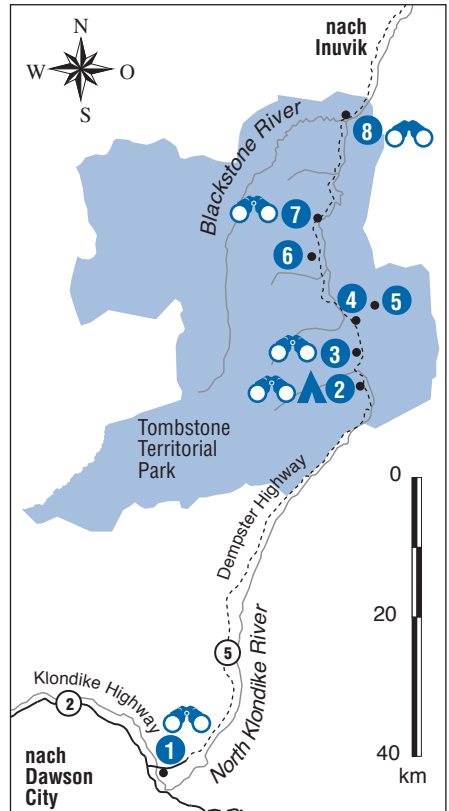 N
W O
S
nach
Inuvik
Blackstone River
8
7
6
4 5
3
2
Tombstone
Territorial
Park
Dempster Highway
0
20
40
km
5
North Klondike River
Klondike Highway
2
1
nach
Dawson
City